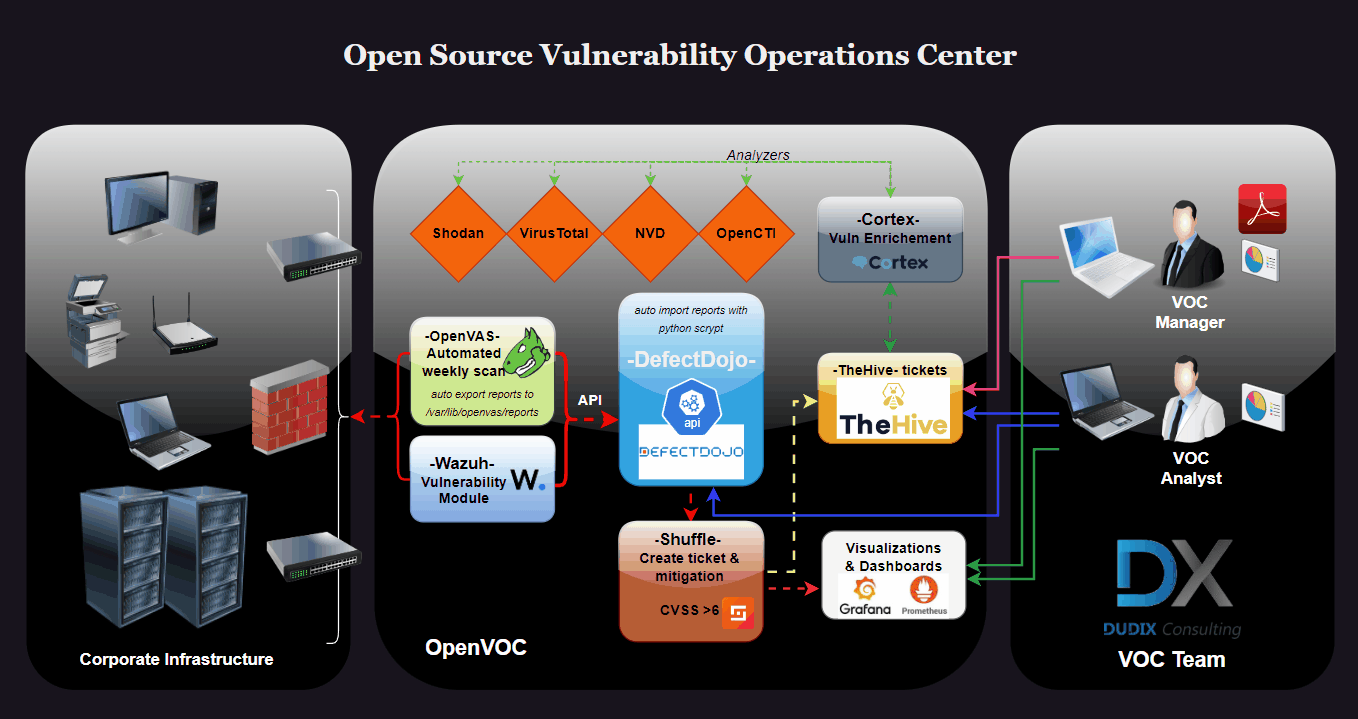 Open Source Vulnerability Operations Center
Analyzers
Shodan
VirusTotal
NVD
OpenCTI
-Cortex-
Vuln Enrichement
Cortex
-OpenVAS-
Automated
weekly scan
auto export reports to
/var/lib/openvas/reports
-Wazuh-
Vulnerability
Module
W.
API
auto import reports with
python scrypt
-DefectDojo-
api
DEFECTDOJO
-TheHive- tickets
TheHive
-Shuffle-
Create ticket &
mitigation
CVSS >6
Visualizations
& Dashboards
Grafana
Prometheus
VOC
Manager
VOC
Analyst
DX
DUDIX Consulting
VOC Team
OpenVOC
Corporate Infrastructure